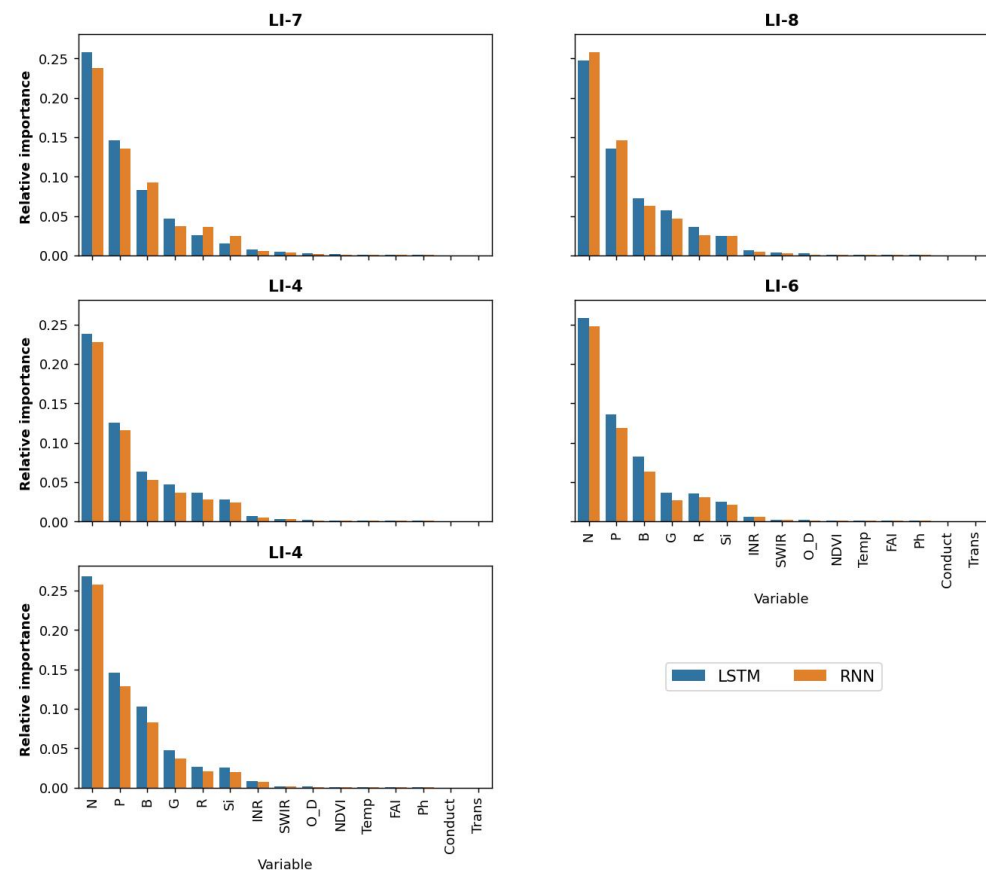 LI-7
Relative importance
0.25
0.20
0.15
0.10
0.05
0.00
LI-8
LI-4
Relative importance
0.25
0.20
0.15
0.10
0.05
0.00
LI-6
N P B G R Si INR SWIR O_D NDVI Temp FAI Ph Conduct Trans
Variable
LI-4
Relative importance
0.25
0.20
0.15
0.10
0.05
0.00
N P B G R Si INR SWIR O_D NDVI Temp FAI Ph Conduct Trans
Variable
LSTM RNN